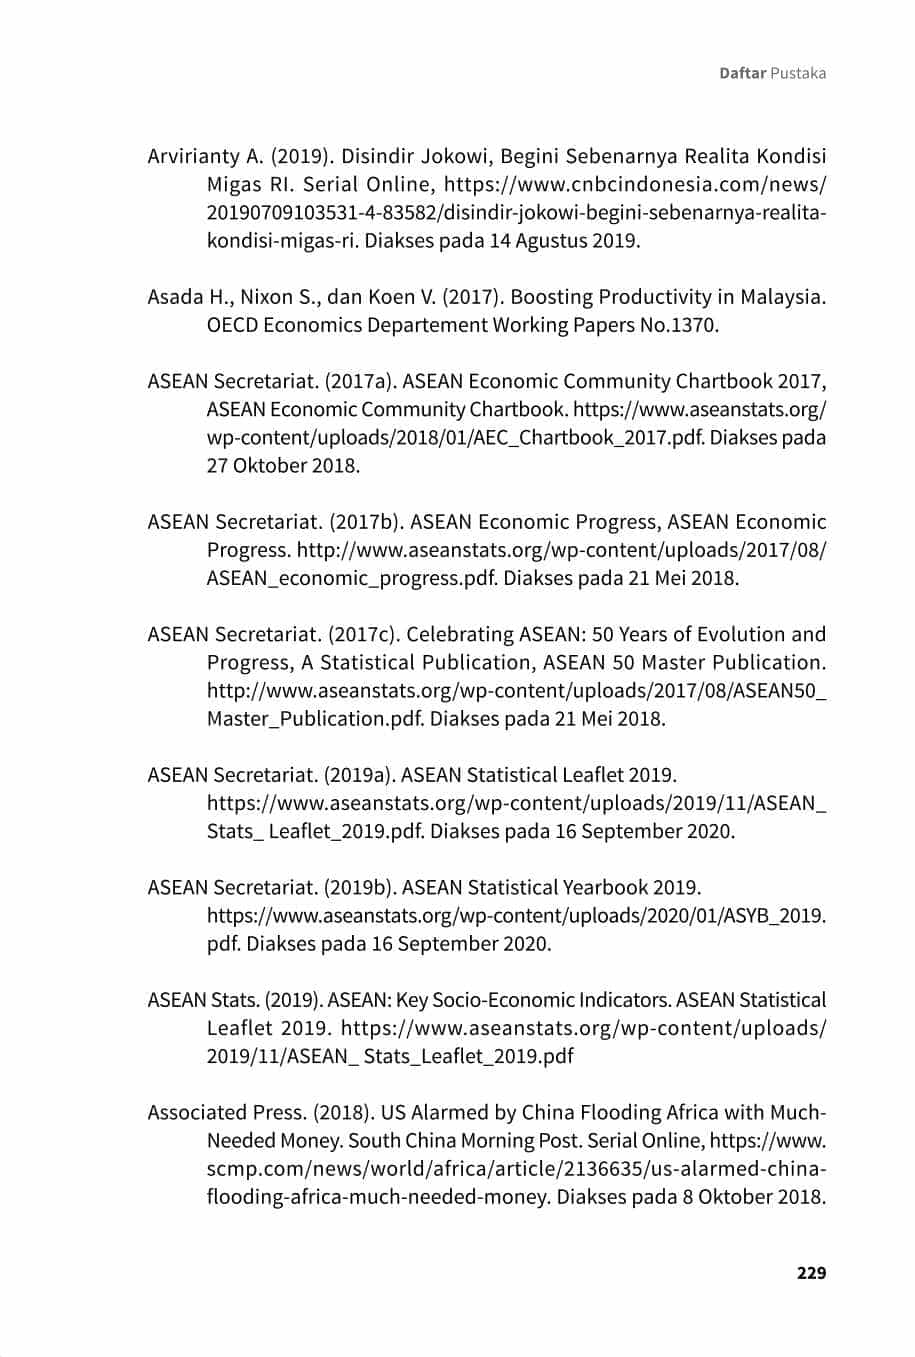 Daftar Pustaka
Arvirianty A. (2019). Disindir Jokowi, Begini Sebenarnya Realita Kondisi
Migas RI. Serial Online, https://www.cnbcindonesia.com/news/
20190709103531-4-83582/disindir-jokowi-begini-sebenarnya-realita-
kondisi-migas-ri. Diakses pada 14 Agustus 2019.
Asada H., Nixon S., dan Koen V. (2017). Boosting Productivity in Malaysia.
OECD Economics Departement Working Papers No.1370.
ASEAN Secretariat. (2017a). ASEAN Economic Community Chartbook 2017,
ASEAN Economic Community Chartbook. https://www.aseanstats.org/
wp-content/uploads/2018/01/AEC_Chartbook_2017.pdf. Diakses pada
27 Oktober 2018.
ASEAN Secretariat. (2017b). ASEAN Economic Progress, ASEAN Economic
Progress. http://www.aseanstats.org/wp-content/uploads/2017/08/
ASEAN_economic_progress.pdf. Diakses pada 21 Mei 2018.
ASEAN Secretariat. (2017c). Celebrating ASEAN: 50 Years of Evolution and
Progress, A Statistical Publication, ASEAN 50 Master Publication.
http://www.aseanstats.org/wp-content/uploads/2017/08/ASEAN50_
Master_Publication.pdf. Diakses pada 21 Mei 2018.
ASEAN Secretariat. (2019a). ASEAN Statistical Leaflet 2019.
https://www.aseanstats.org/wp-content/uploads/2019/11/ASEAN_
Stats_ Leaflet_2019.pdf. Diakses pada 16 September 2020.
ASEAN Secretariat. (2019b). ASEAN Statistical Yearbook 2019.
https://www.aseanstats.org/wp-content/uploads/2020/01/ASYB_2019.
pdf. Diakses pada 16 September 2020.
ASEAN Stats. (2019). ASEAN: Key Socio-Economic Indicators. ASEAN Statistical
Leaflet 2019. https://www.aseanstats.org/wp-content/uploads/
2019/11/ASEAN_ Stats_Leaflet_2019.pdf
Associated Press. (2018). US Alarmed by China Flooding Africa with Much-
Needed Money. South China Morning Post. Serial Online, https://www.
scmp.com/news/world/africa/article/2136635/us-alarmed-china-
flooding-africa-much-needed-money. Diakses pada 8 Oktober 2018.
229